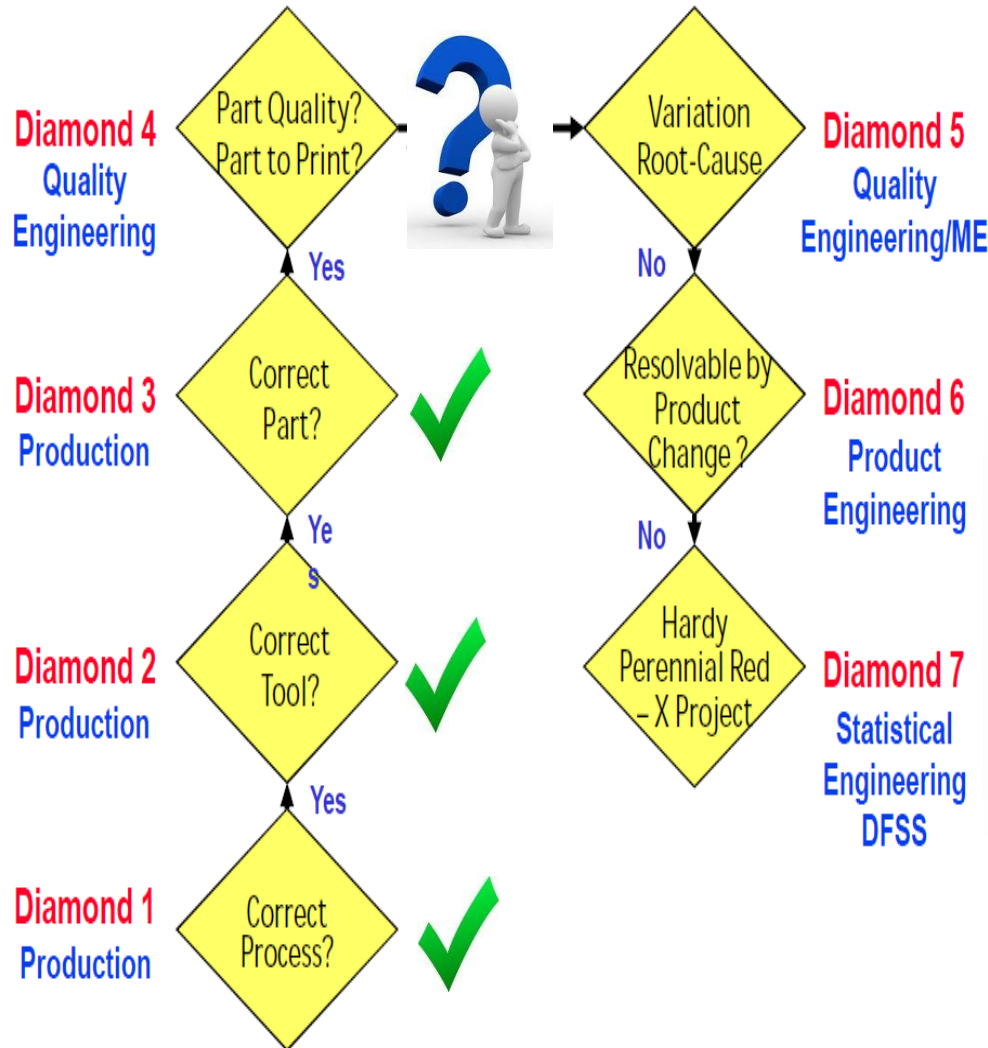 Diamond 4
Quality
Engineering
Part Quality?
Part to Print?
Variation
Root-Cause
Diamond 5
Quality
Engineering/ME
Yes
No
Diamond 3
Production
Correct
Part?
Resolvable by
Product
Change ?
Diamond 6
Product
Engineering
Ye
s
No
Diamond 2
Production
Correct
Tool?
Hardy
Perennial Red
– X Project
Diamond 7
Statistical
Engineering
DFSS
Yes
Diamond 1
Production
Correct
Process?